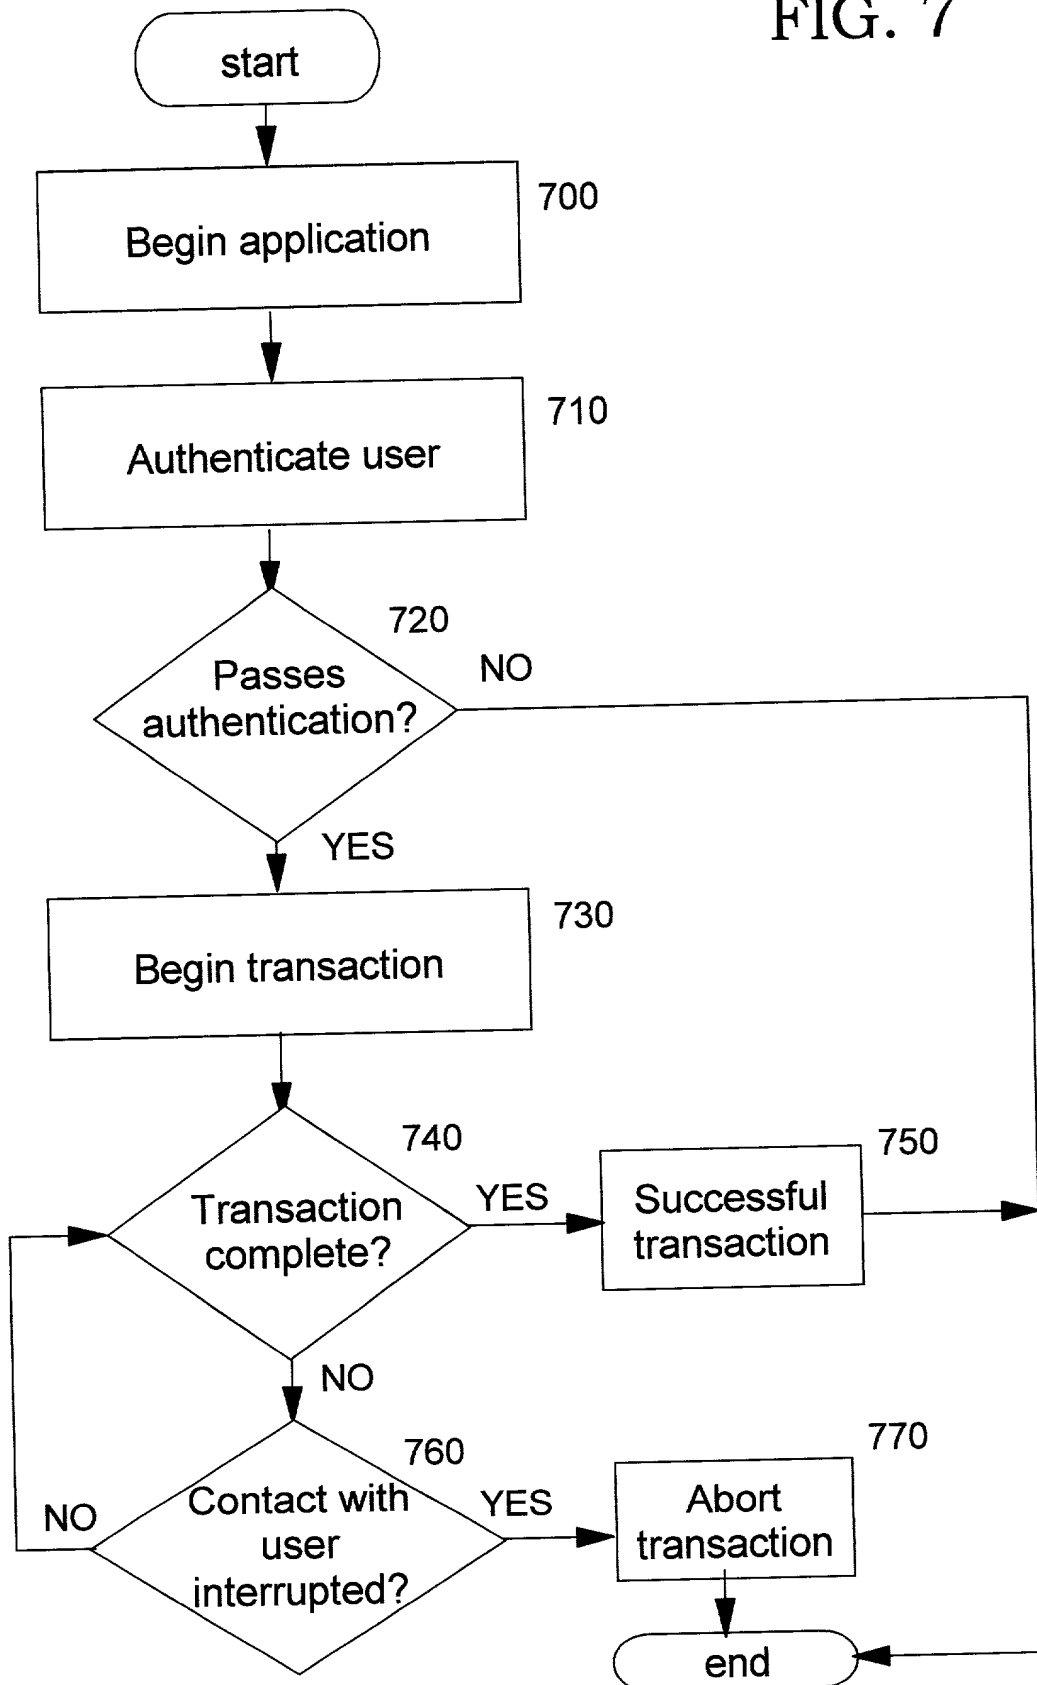 FIG. 7
start
700
Begin application
710
Authenticate user
720
Passes
authentication?
NO
YES
730
Begin transaction
740
Transaction
complete?
YES
750
Successful
transaction
NO
760
Contact with
user
interrupted?
NO
YES
770
Abort
transaction
end